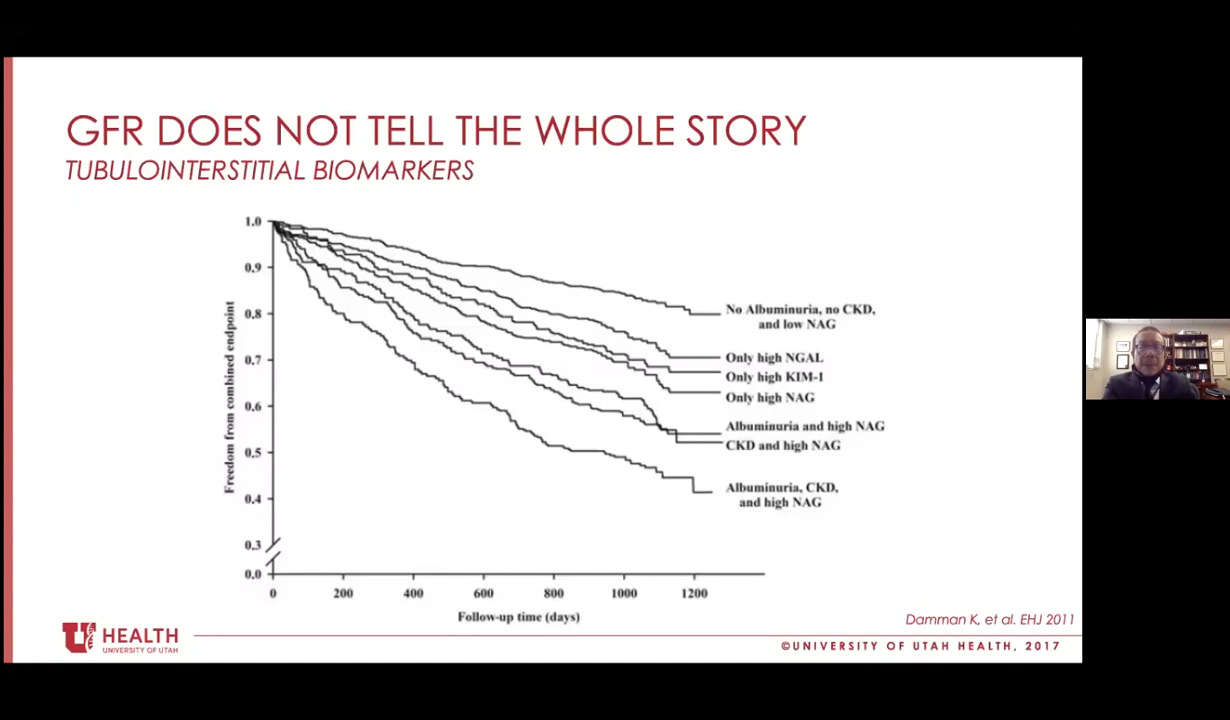 GFR DOES NOT TELL THE WHOLE STORY
TUBULOINTERSTITIAL BIOMARKERS
Freedom from combined endpoint
1.0
0.9
0.8
0.7
0.6
0.5
0.4
0.3
0.0
No Albuminuria, no CKD,
and low NAG
Only high NGAL
Only high KIM-1
Only high NAG
Albuminuria and high NAG
CKD and high NAG
Albuminuria, CKD,
and high NAG
0 200 400 600 800 1000 1200
Follow-up time (days)
Damman K, et al. EHJ 2011
U HEALTH
UNIVERSITY OF UTAH
©UNIVERSITY OF UTAH HEALTH, 2017